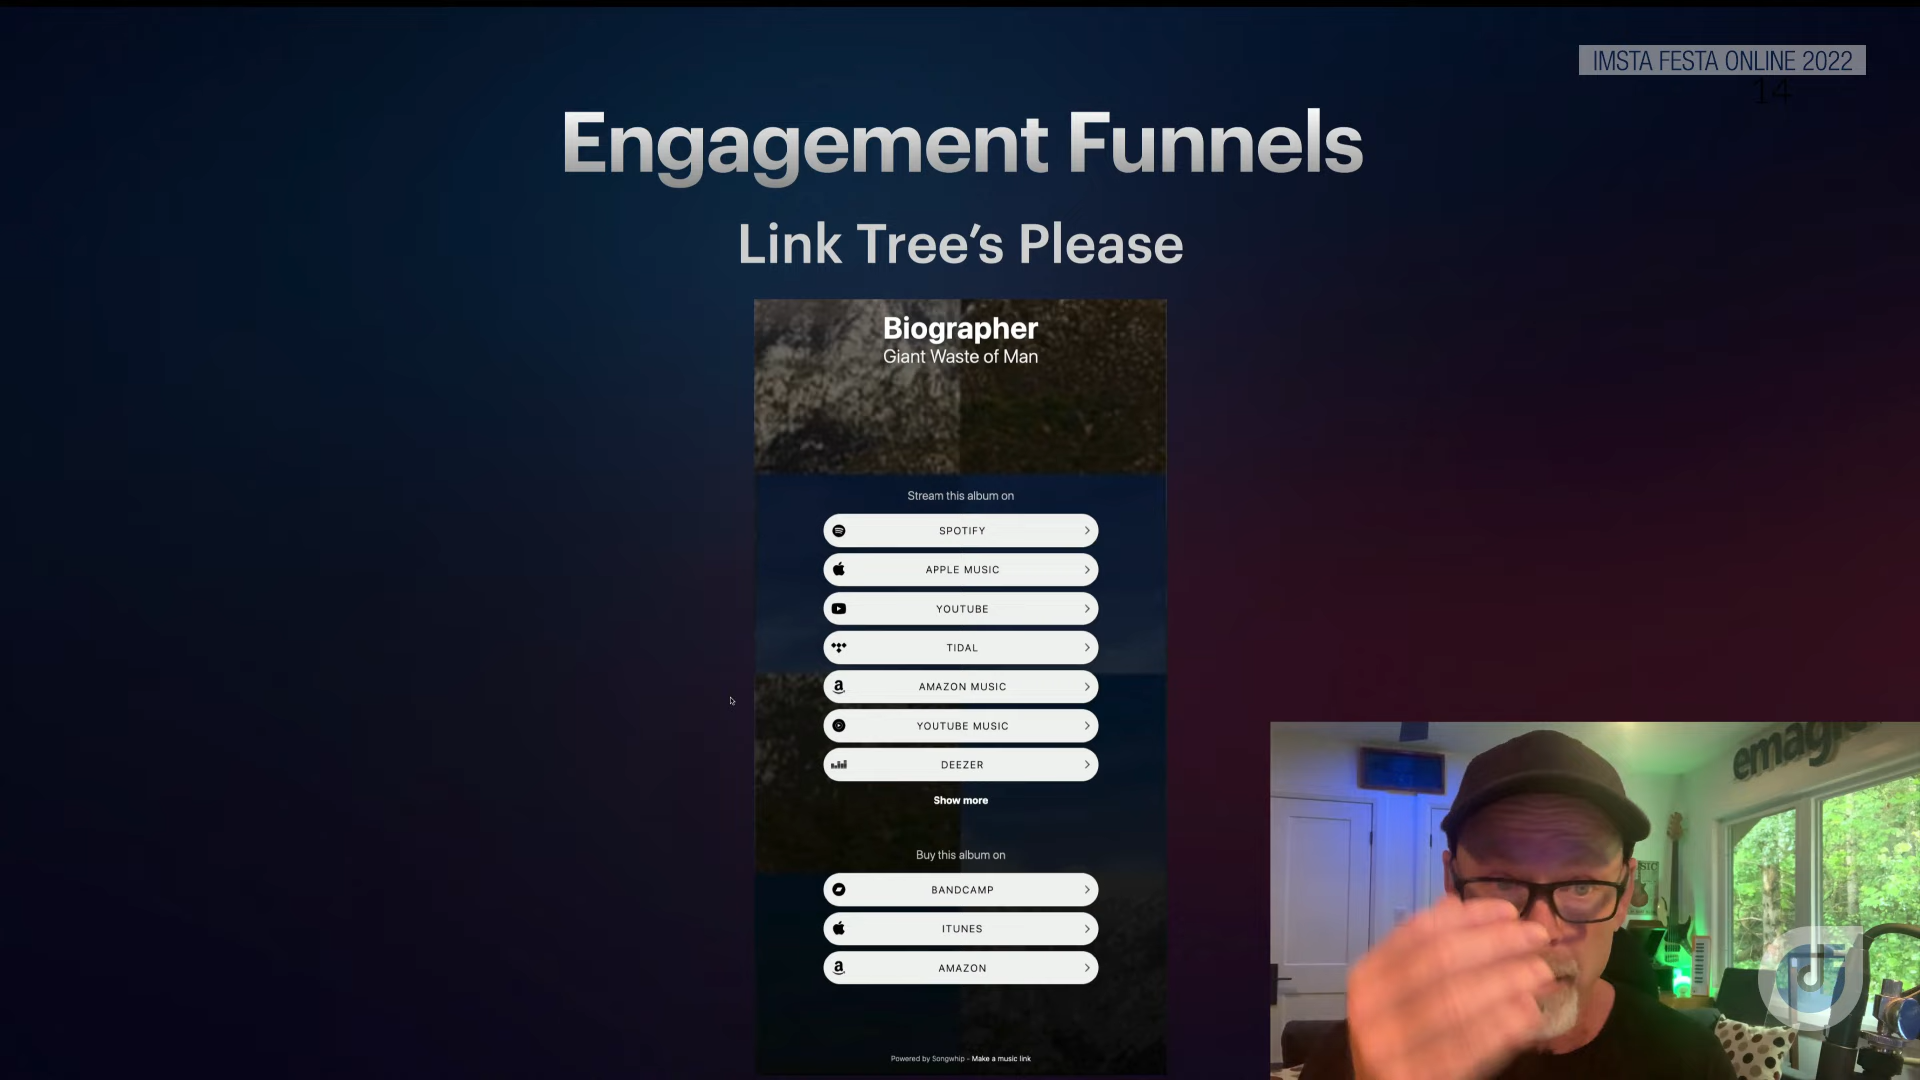 IMSTA FESTA ONLINE 2022
14
Engagement Funnels
Link Tree’s Please
Biographer
Giant Waste of Man
Stream this album on
SPOTIFY
APPLE MUSIC
YOUTUBE
TIDAL
AMAZON MUSIC
YOUTUBE MUSIC
DEEZER
Show more
Buy this album on
BANDCAMP
ITUNES
AMAZON
Powered by Songwhip - Make a music link
emagic